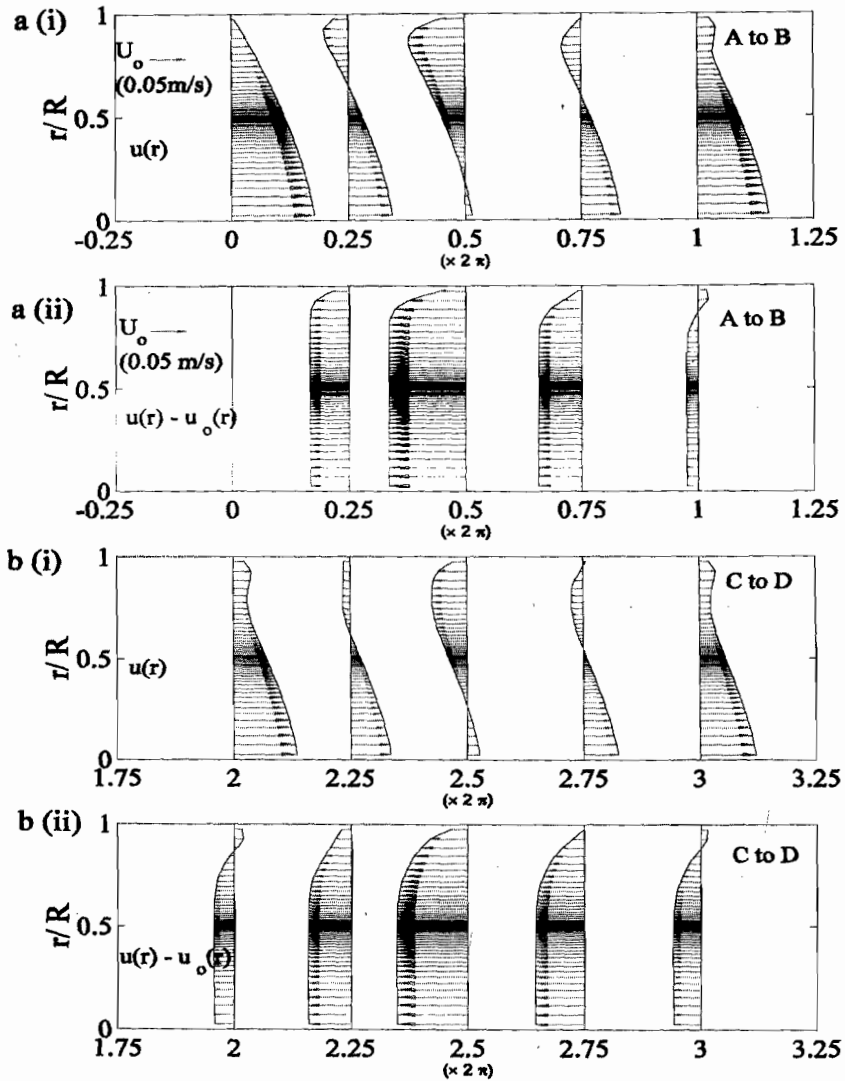 a (i)
1
U_o
(0.05m/s)
A to B
r/R
0.5
u(r)
0
-0.25 0 0.25 0.5 0.75 1 1.25
(× 2 π)
a (ii)
1
U_o
(0.05 m/s)
A to B
r/R
0.5
u(r) - u_o(r)
0
-0.25 0 0.25 0.5 0.75 1 1.25
(× 2 π)
b (i)
1
C to D
r/R
0.5
u(r)
0
1.75 2 2.25 2.5 2.75 3 3.25
(× 2 π)
b (ii)
1
C to D
r/R
0.5
u(r) - u_o(r)
0
1.75 2 2.25 2.5 2.75 3 3.25
(× 2 π)